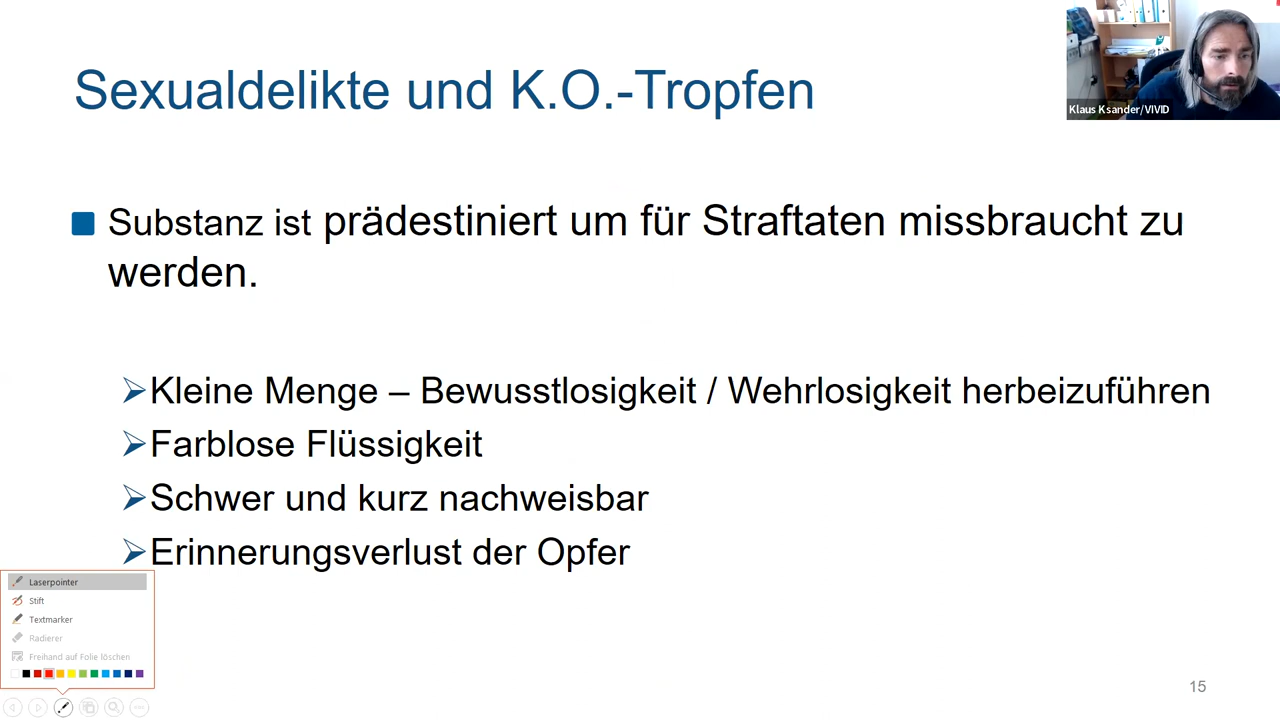 Sexualdelikte und K.O.-Tropfen
Klaus Ksander/VIVID
Substanz ist prädestiniert um für Straftaten missbraucht zu
werden.
Kleine Menge – Bewusstlosigkeit / Wehrlosigkeit herbeizuführen
Farblose Flüssigkeit
Schwer und kurz nachweisbar
Erinnerungsverlust der Opfer
Laserpointer
Stift
Textmarker
Radierer
Freihand auf Folie löschen
15